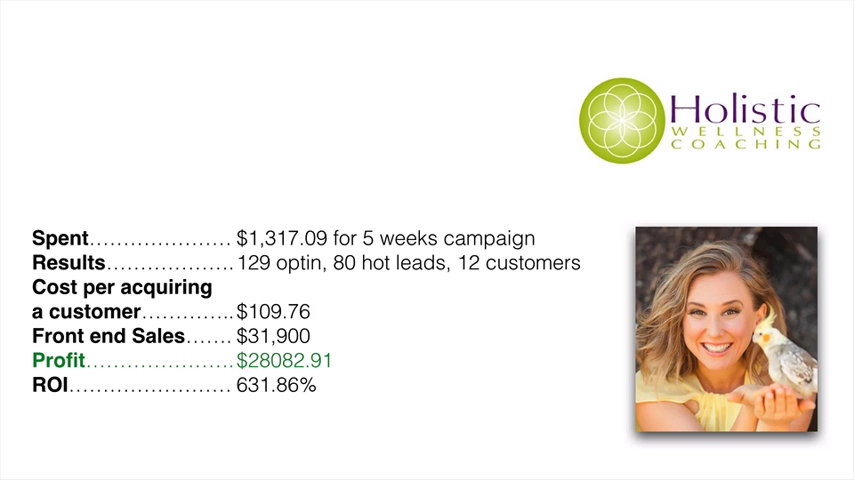 Holistic
WELLNESS
COACHING
Spent..................... $1,317.09 for 5 weeks campaign
Results................... 129 optin, 80 hot leads, 12 customers
Cost per acquiring
a customer.............. $109.76
Front end Sales....... $31,900
Profit...................... $28082.91
ROI........................ 631.86%